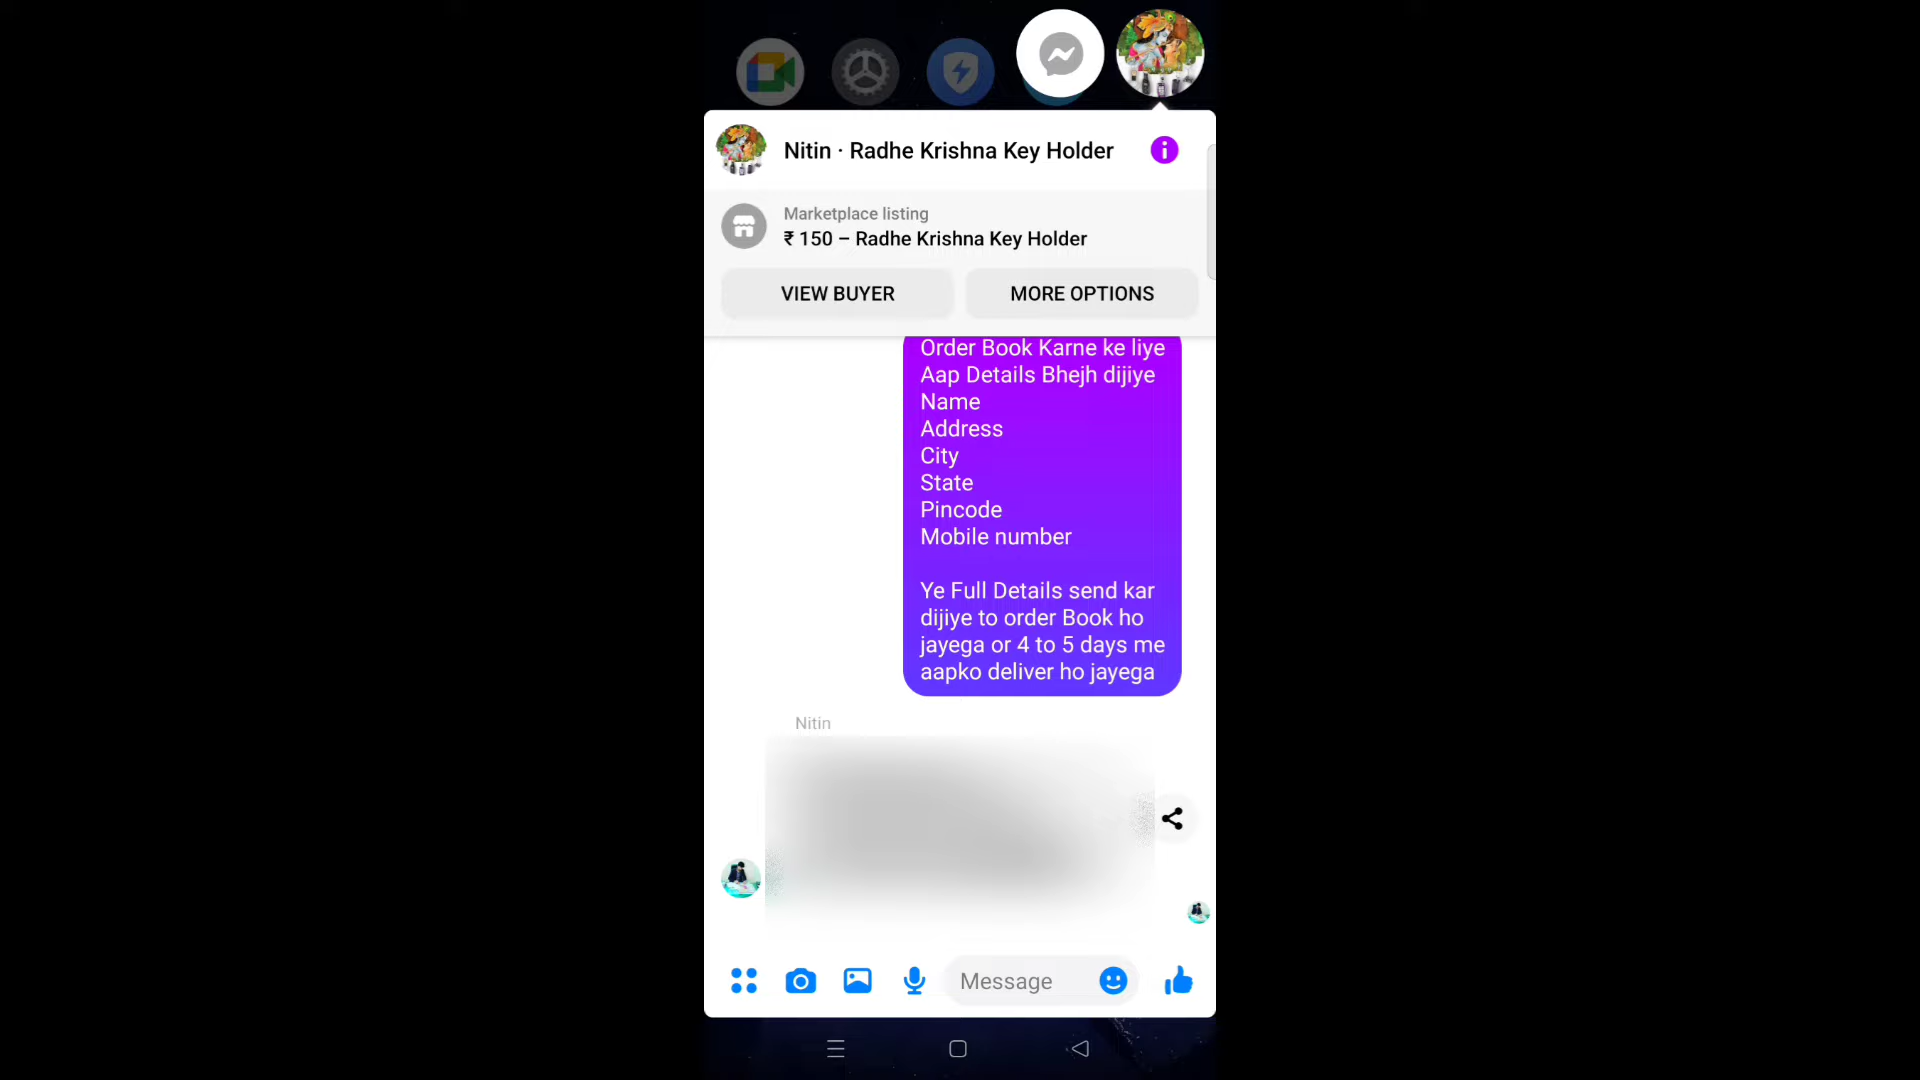 Nitin · Radhe Krishna Key Holder
Marketplace listing
₹ 150 – Radhe Krishna Key Holder
VIEW BUYER
MORE OPTIONS
Order Book Karne ke liye
Aap Details Bhejh dijiye
Name
Address
City
State
Pincode
Mobile number
Ye Full Details send kar
dijiye to order Book ho
jayega or 4 to 5 days me
aapko deliver ho jayega
Nitin
Message